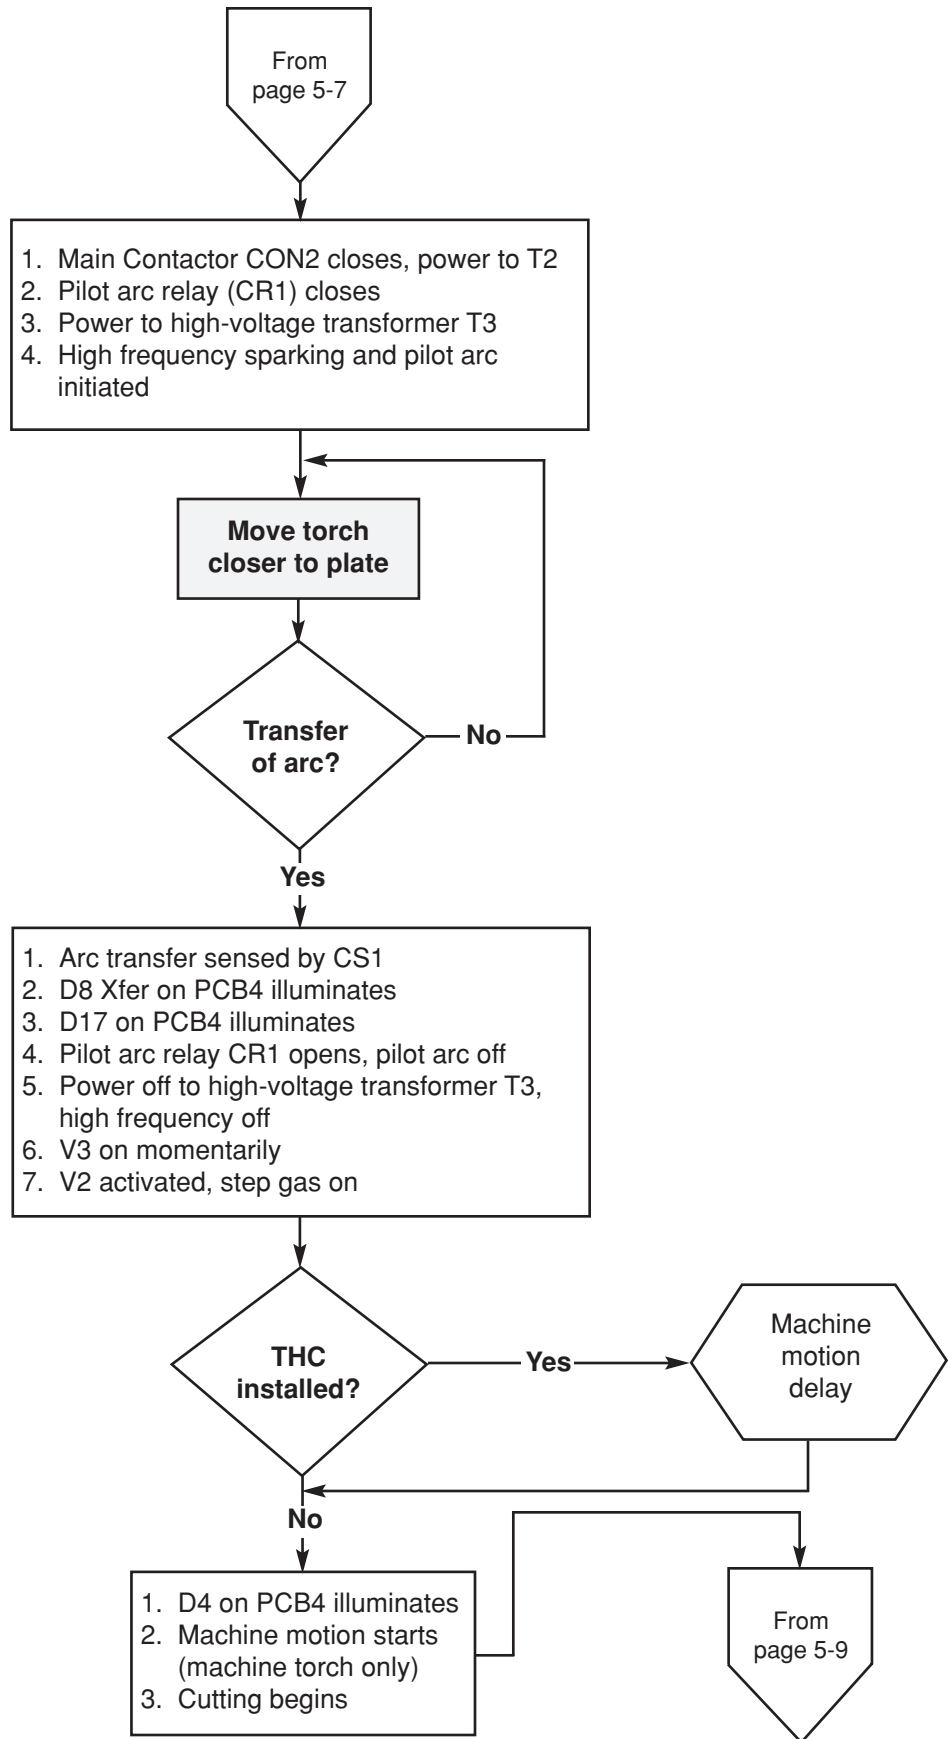 From
page 5-7
1. Main Contactor CON2 closes, power to T2
2. Pilot arc relay (CR1) closes
3. Power to high-voltage transformer T3
4. High frequency sparking and pilot arc
initiated
Move torch
closer to plate
Transfer
of arc?
No
Yes
1. Arc transfer sensed by CS1
2. D8 Xfer on PCB4 illuminates
3. D17 on PCB4 illuminates
4. Pilot arc relay CR1 opens, pilot arc off
5. Power off to high-voltage transformer T3,
high frequency off
6. V3 on momentarily
7. V2 activated, step gas on
THC
installed?
Yes
Machine
motion
delay
No
1. D4 on PCB4 illuminates
2. Machine motion starts
(machine torch only)
3. Cutting begins
From
page 5-9